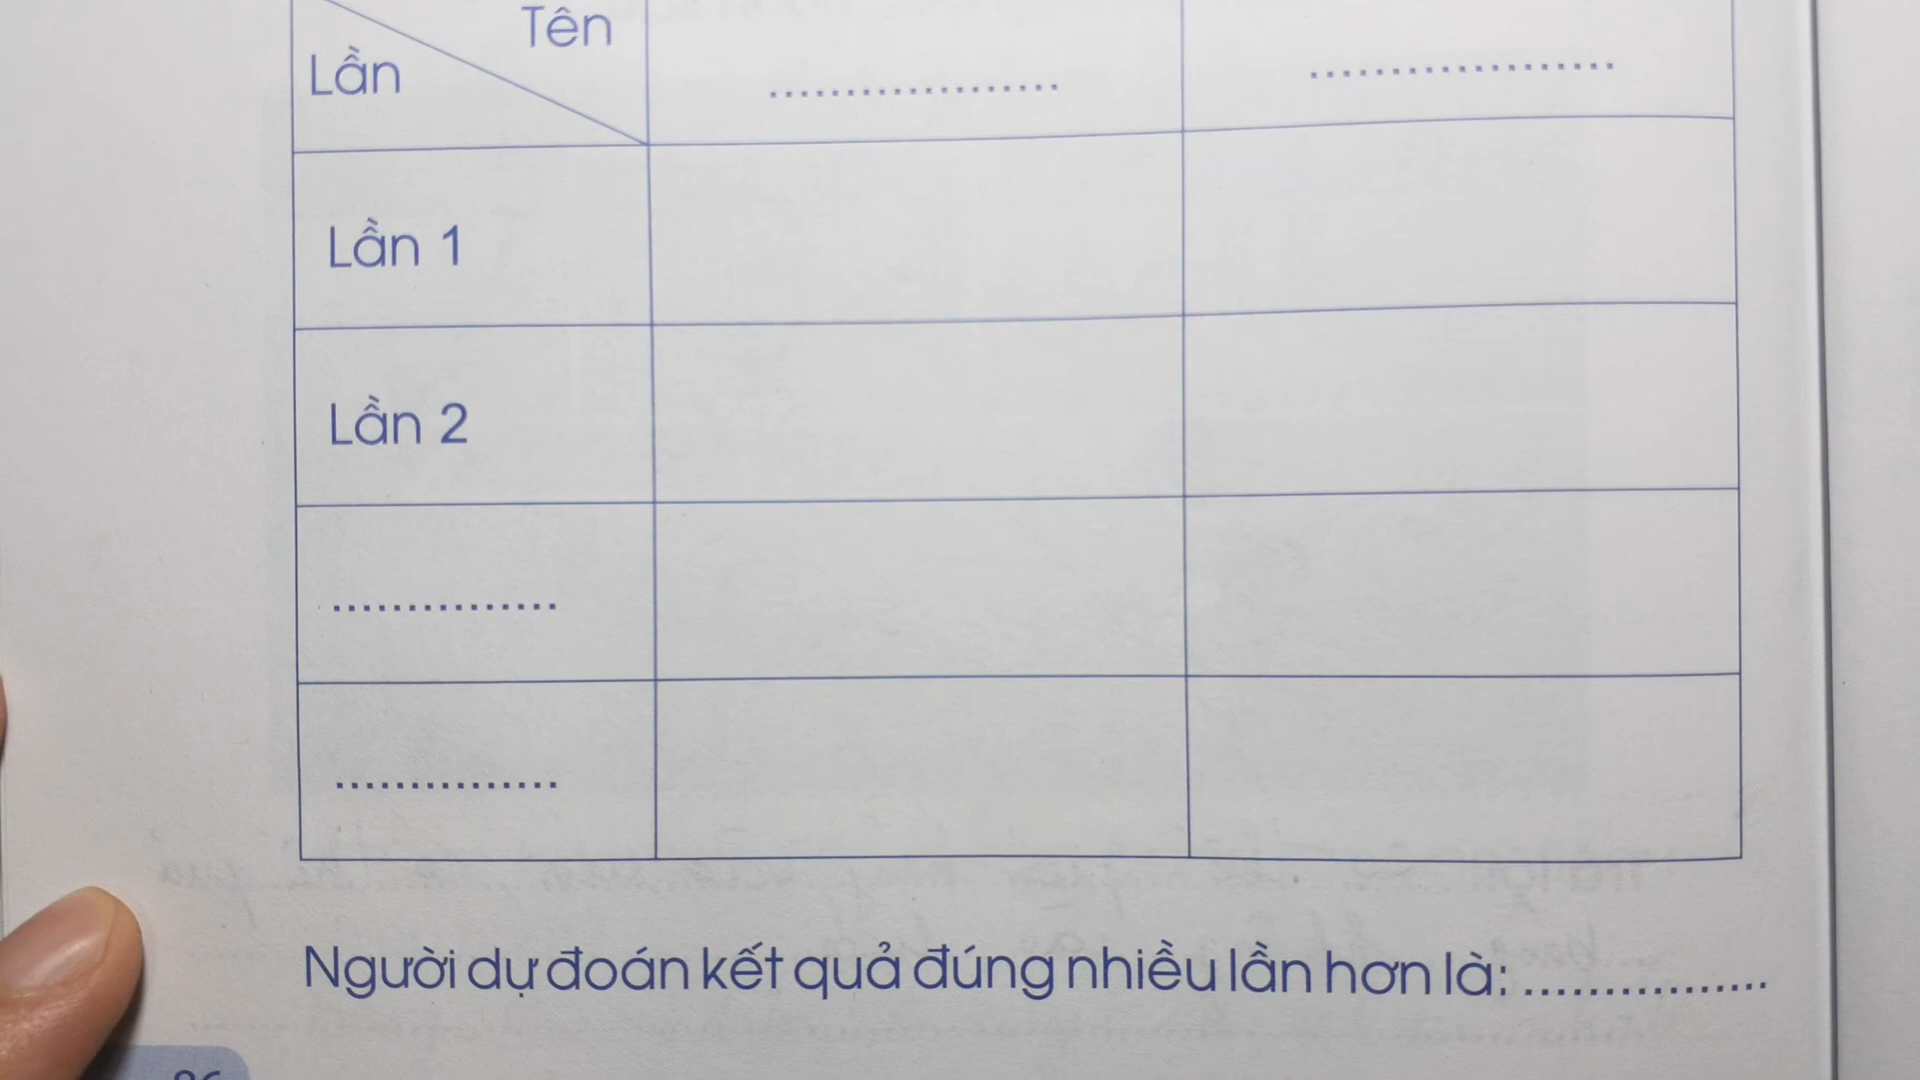 Tên
Lần
....................
....................
Lần 1
Lần 2
...............
...............
Người dự đoán kết quả đúng nhiều lần hơn là: ................